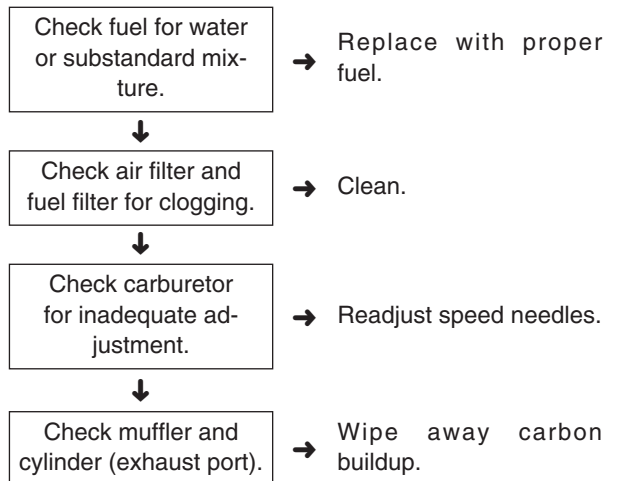 Check fuel for water
or substandard mix-
ture.
Replace with proper
fuel.
Check air filter and
fuel filter for clogging.
Clean.
Check carburetor
for inadequate ad-
justment.
Readjust speed needles.
Check muffler and
cylinder (exhaust port).
Wipe away carbon
buildup.